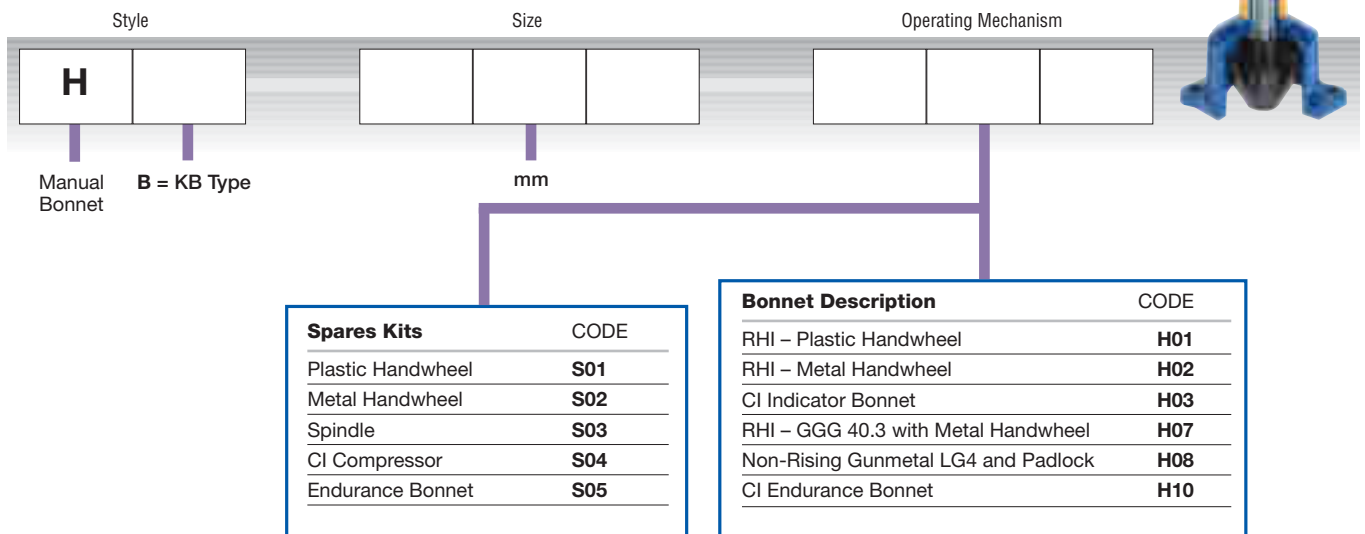 Style Size Operating Mechanism
H
Manual Bonnet
B = KB Type
mm
Spares Kits CODE
Plastic Handwheel S01
Metal Handwheel S02
Spindle S03
CI Compressor S04
Endurance Bonnet S05
Bonnet Description CODE
RHI – Plastic Handwheel H01
RHI – Metal Handwheel H02
CI Indicator Bonnet H03
RHI – GGG 40.3 with Metal Handwheel H07
Non-Rising Gunmetal LG4 and Padlock H08
CI Endurance Bonnet H10